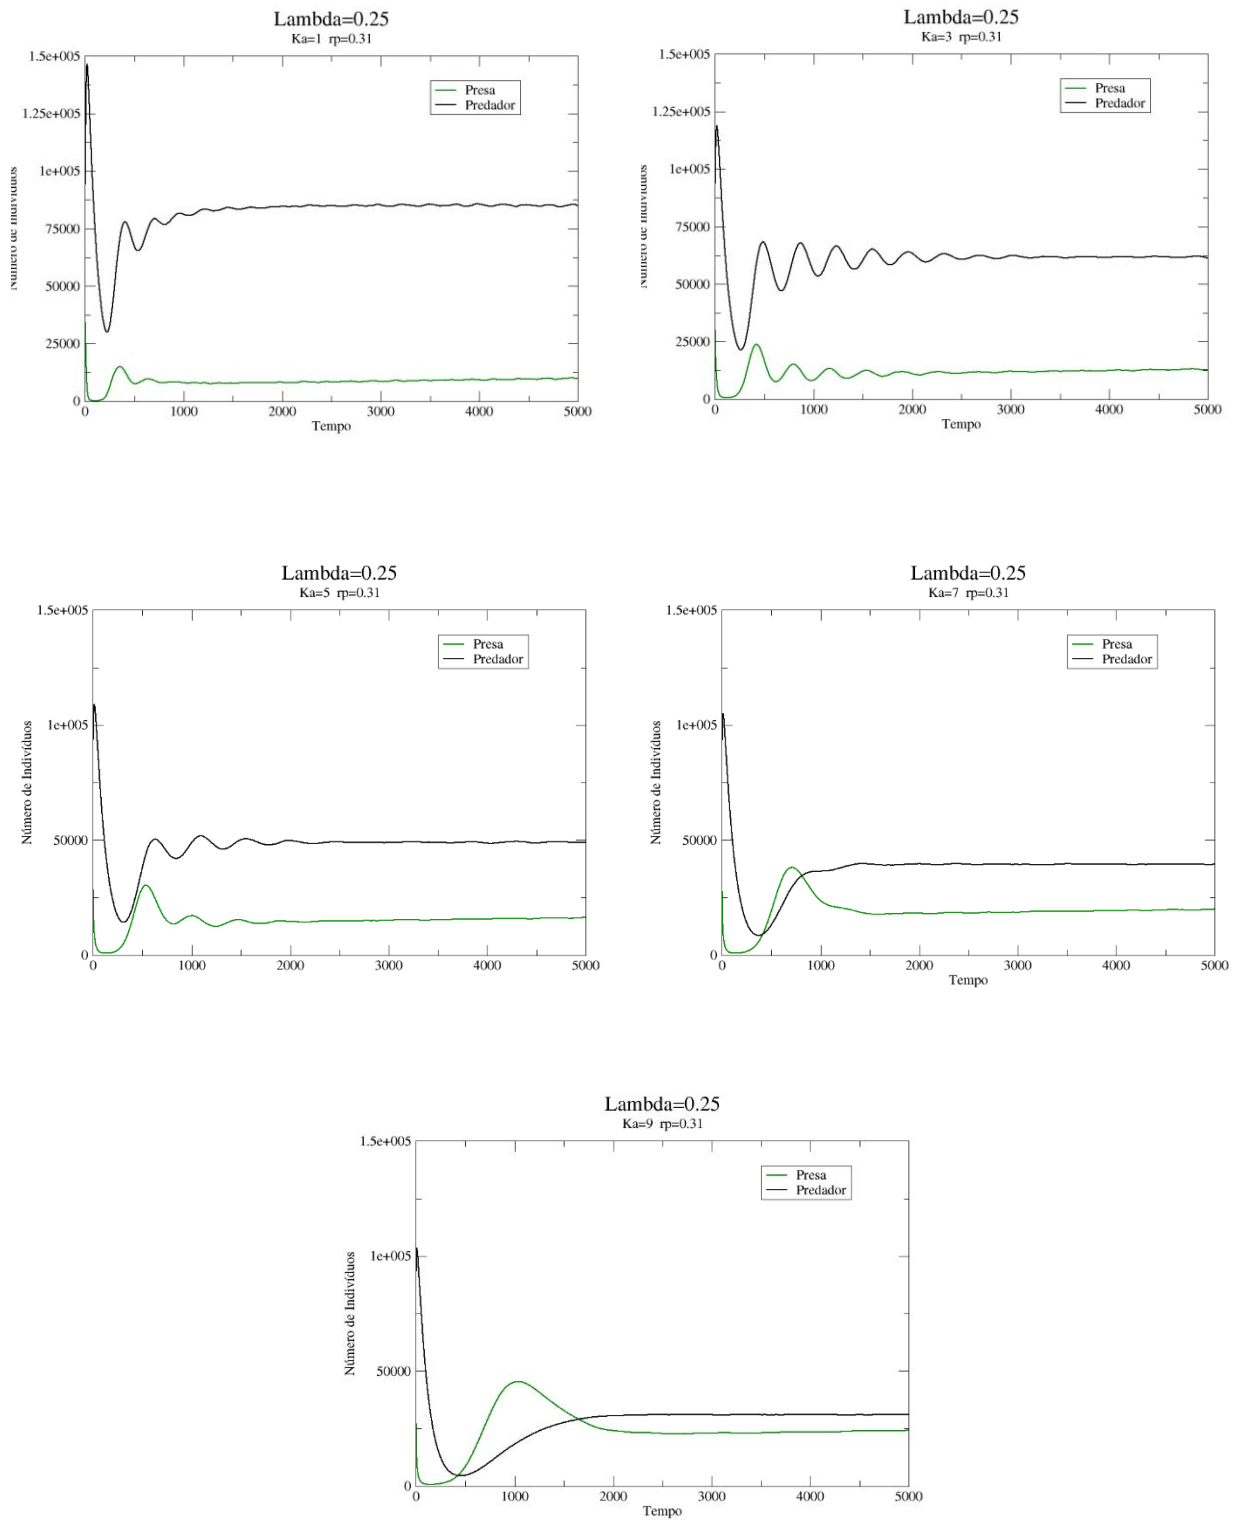 Lambda=0.25
Ka=1 rp=0.31
1.5e+005
1.25e+005
1e+005
75000
50000
25000
0
Número de Indivíduos
Presa
Predador
0 1000 2000 3000 4000 5000
Tempo
Lambda=0.25
Ka=3 rp=0.31
1.5e+005
1.25e+005
1e+005
75000
50000
25000
0
Número de Indivíduos
Presa
Predador
0 1000 2000 3000 4000 5000
Tempo
Lambda=0.25
Ka=5 rp=0.31
1.5e+005
1e+005
50000
0
Número de Indivíduos
Presa
Predador
0 1000 2000 3000 4000 5000
Lambda=0.25
Ka=7 rp=0.31
1.5e+005
1e+005
50000
0
Número de Indivíduos
Presa
Predador
0 1000 2000 3000 4000 5000
Tempo
Lambda=0.25
Ka=9 rp=0.31
1.5e+005
1e+005
50000
0
Número de Indivíduos
Presa
Predador
0 1000 2000 3000 4000 5000
Tempo